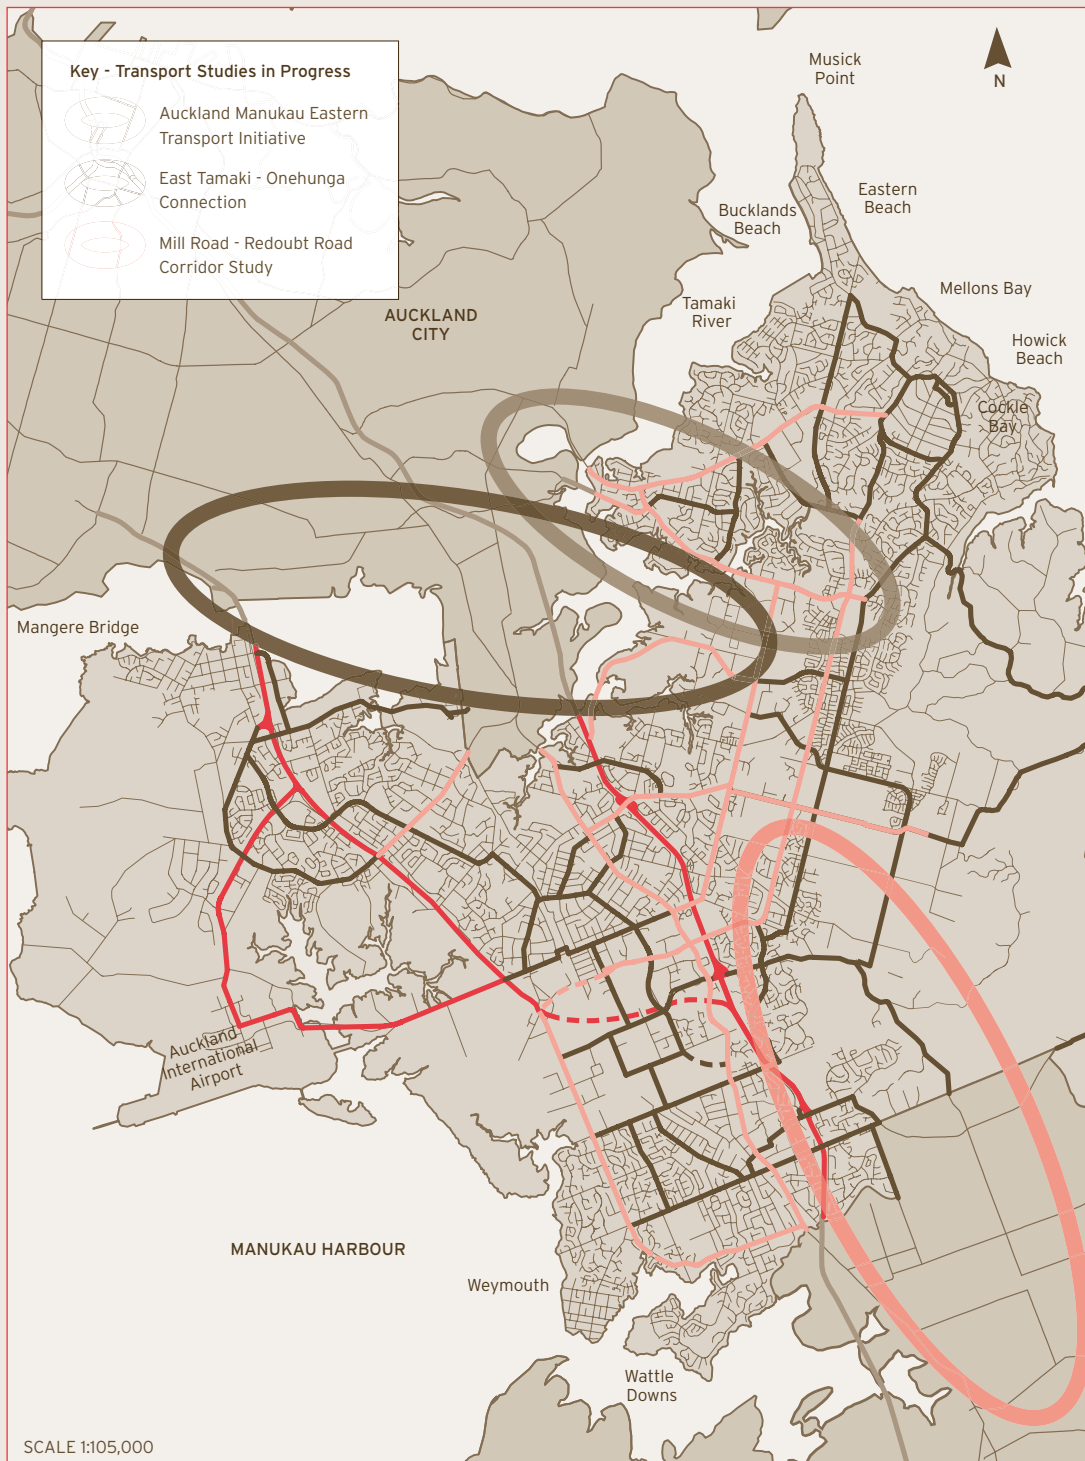 Key - Transport Studies in Progress
Auckland Manukau Eastern
Transport Initiative
East Tamaki - Onehunga
Connection
Mill Road - Redoubt Road
Corridor Study
N
Musick
Point
Eastern
Beach
Bucklands
Beach
Mellons Bay
Tamaki
River
AUCKLAND
CITY
Howick
Beach
Cockle
Bay
Mangere Bridge
Auckland
International
Airport
MANUKAU HARBOUR
Weymouth
Wattle
Downs
SCALE 1:105,000